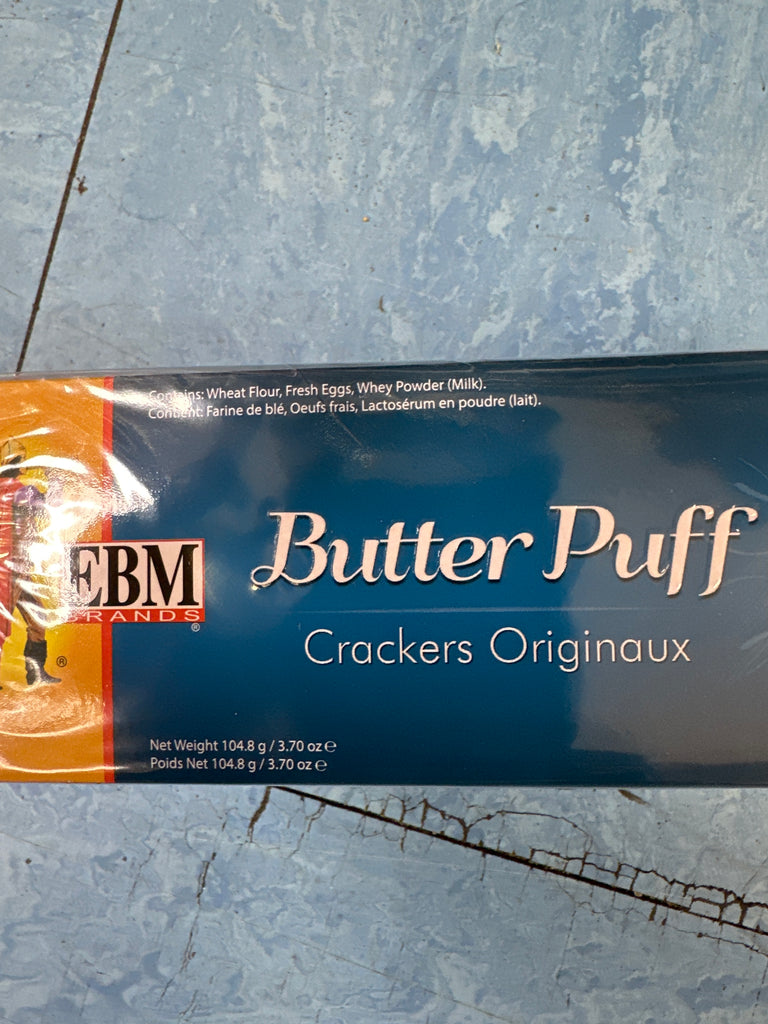 Contains: Wheat Flour, Fresh Eggs, Whey Powder (Milk).
Contient: Farine de blé, Oeufs frais, Lactosérum en poudre (lait).
EBM
BRANDS
®
®
Butter Puff
Crackers Originaux
Net Weight 104.8 g / 3.70 oz ℮
Poids Net 104.8 g / 3.70 oz ℮